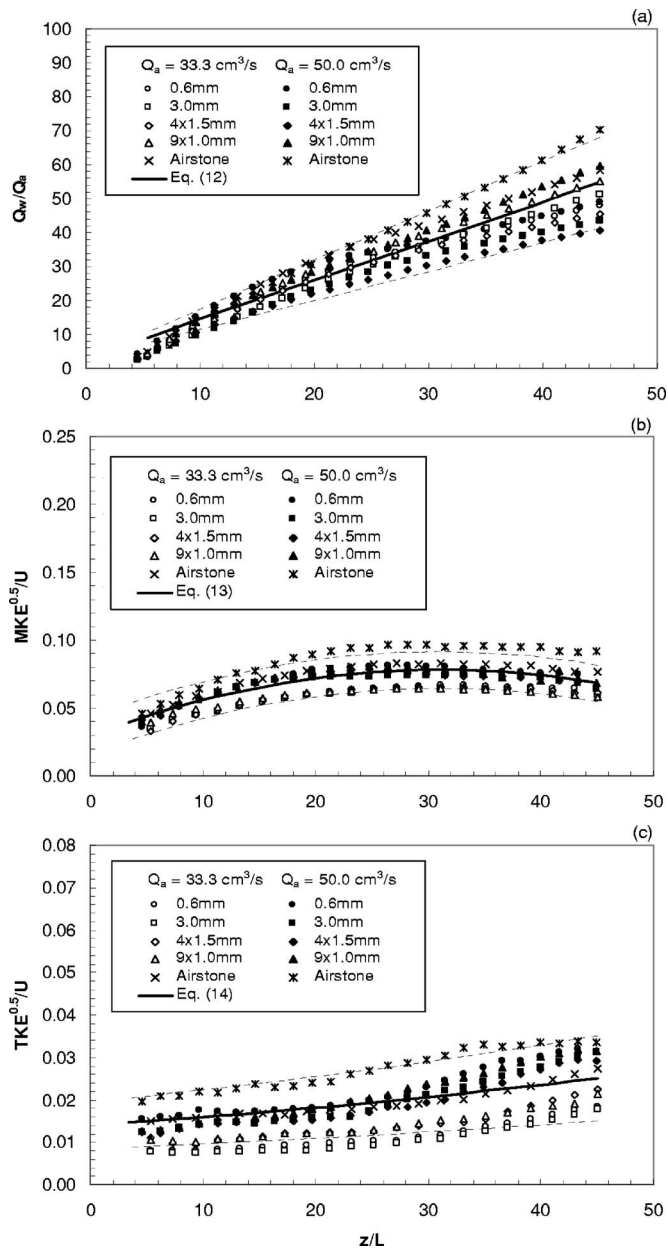 (a)
100
90
80
70
60
50
40
30
20
10
0
Qw/Qa
Qa = 33.3 cm³/s Qa = 50.0 cm³/s
0.6mm 0.6mm
3.0mm 3.0mm
4x1.5mm 4x1.5mm
9x1.0mm 9x1.0mm
Airstone Airstone
Eq. (12)
0 10 20 30 40 50
(b)
0.25
0.20
0.15
0.10
0.05
0.00
MKE^0.5/U
Qa = 33.3 cm³/s Qa = 50.0 cm³/s
0.6mm 0.6mm
3.0mm 3.0mm
4x1.5mm 4x1.5mm
9x1.0mm 9x1.0mm
Airstone Airstone
Eq. (13)
0 10 20 30 40 50
(c)
0.08
0.07
0.06
0.05
0.04
0.03
0.02
0.01
0.00
TKE^0.5/U
Qa = 33.3 cm³/s Qa = 50.0 cm³/s
0.6mm 0.6mm
3.0mm 3.0mm
4x1.5mm 4x1.5mm
9x1.0mm 9x1.0mm
Airstone Airstone
Eq. (14)
0 10 20 30 40 50
z/L